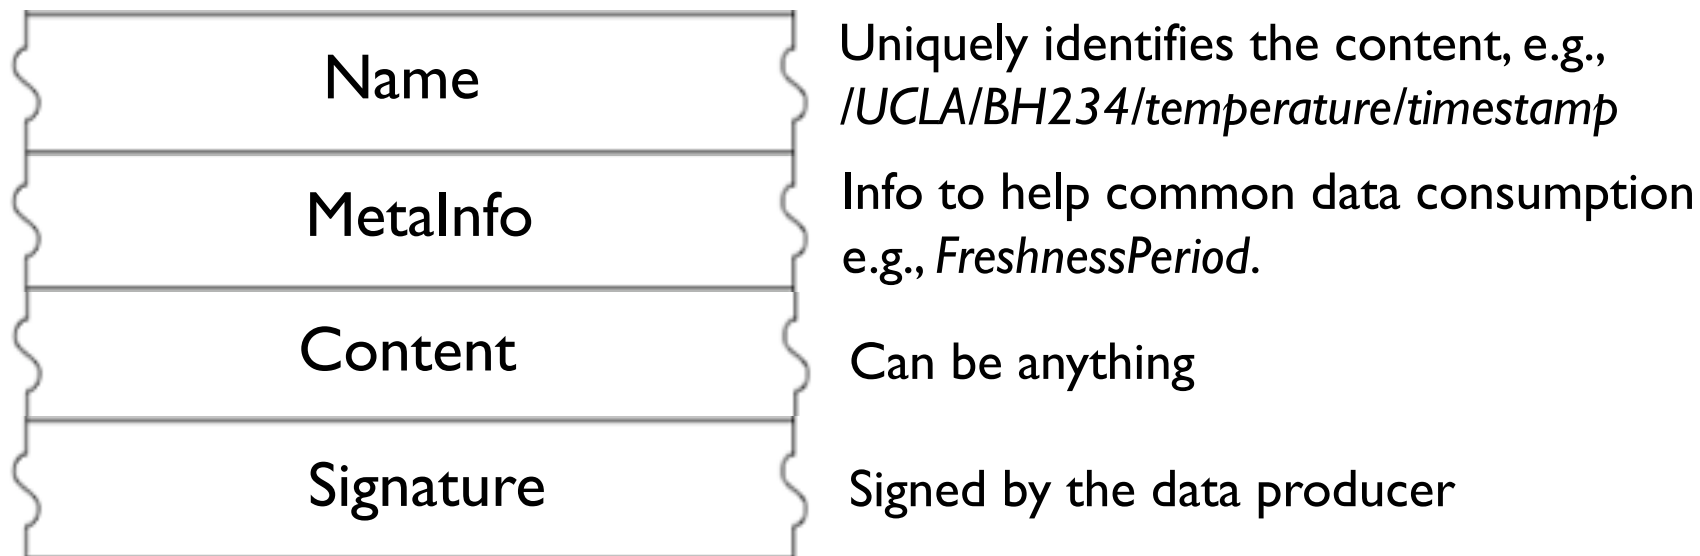 Name
Uniquely identifies the content, e.g.,
/UCLA/BH234/temperature/timestamp
MetaInfo
Info to help common data consumption
e.g., FreshnessPeriod.
Content
Can be anything
Signature
Signed by the data producer